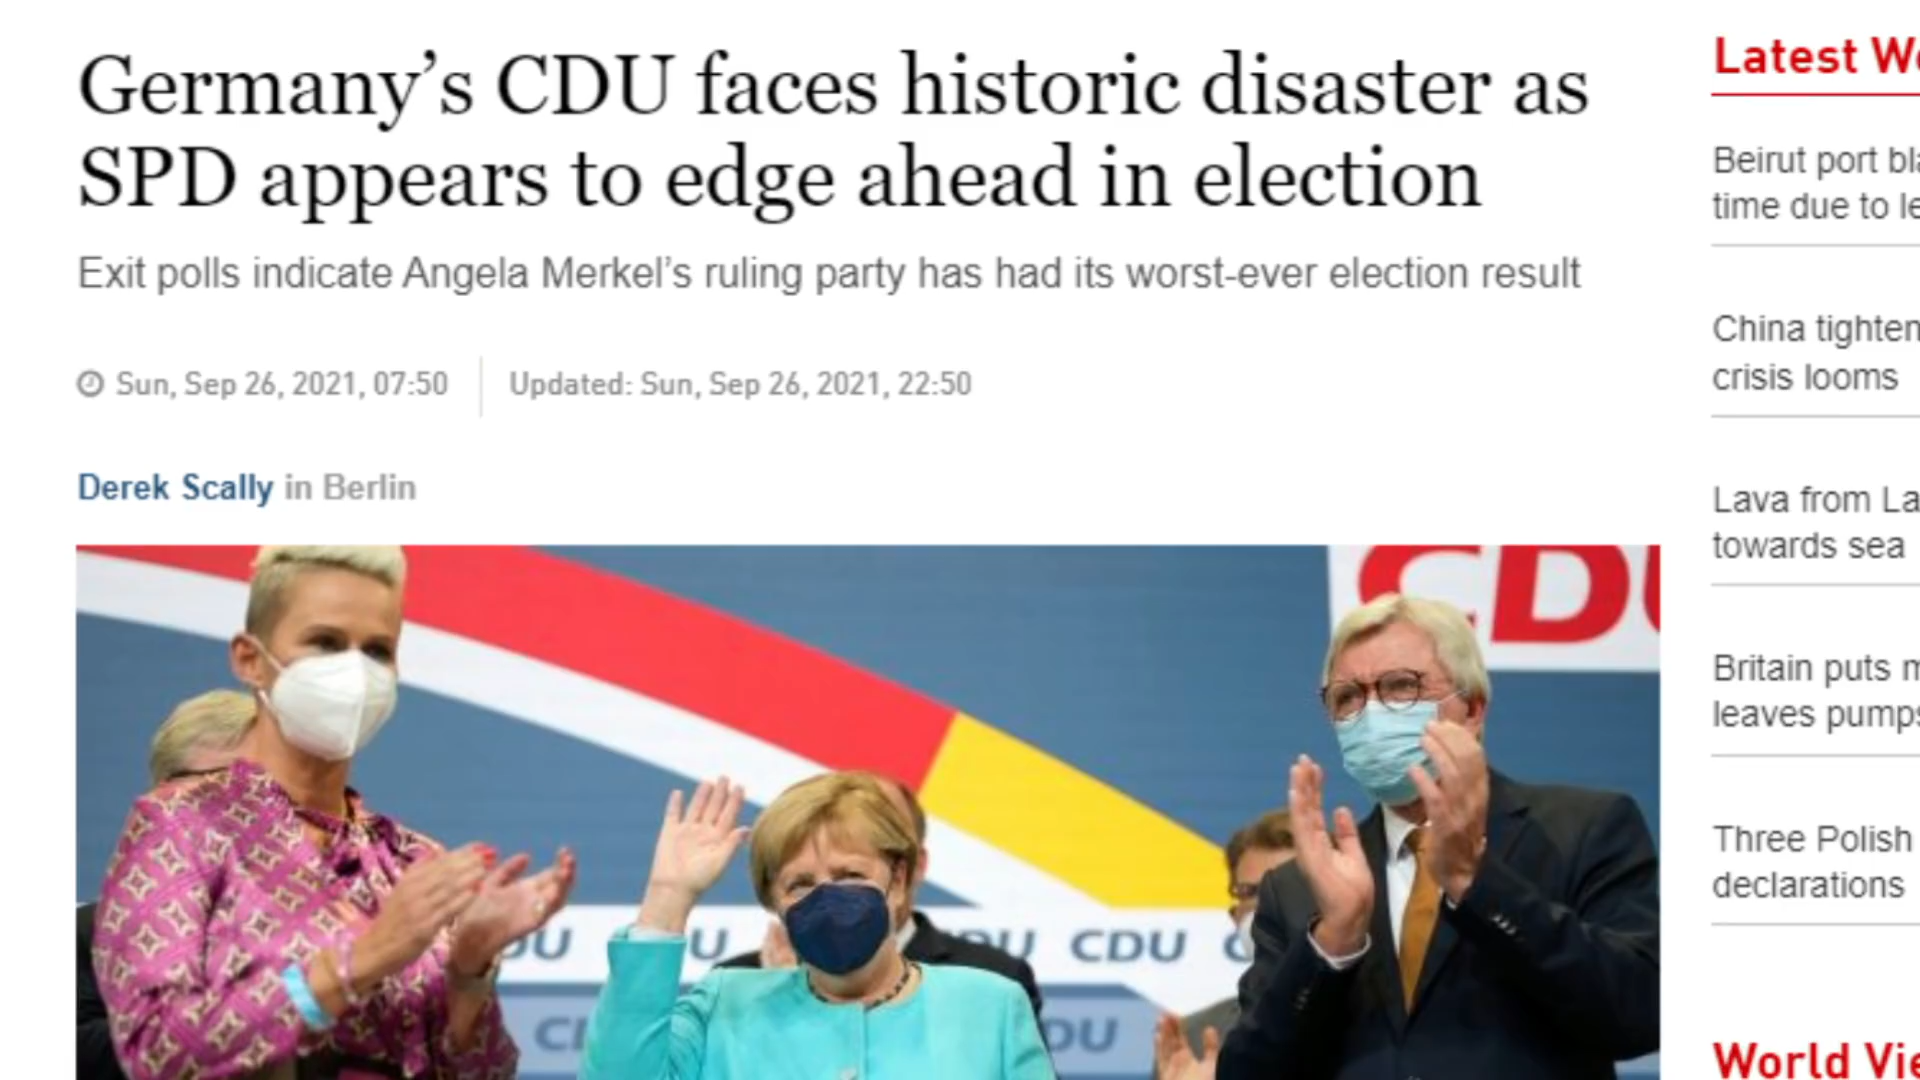 Germany's CDU faces historic disaster as
SPD appears to edge ahead in election
Exit polls indicate Angela Merkel's ruling party has had its worst-ever election result
Sun, Sep 26, 2021, 07:50
Updated: Sun, Sep 26, 2021, 22:50
Derek Scally in Berlin
CDU
CDU
Latest
Beirut port
time due to
China
crisis looms
Lava from
towards sea
Britain puts
leaves
Three Polish
declarations
World